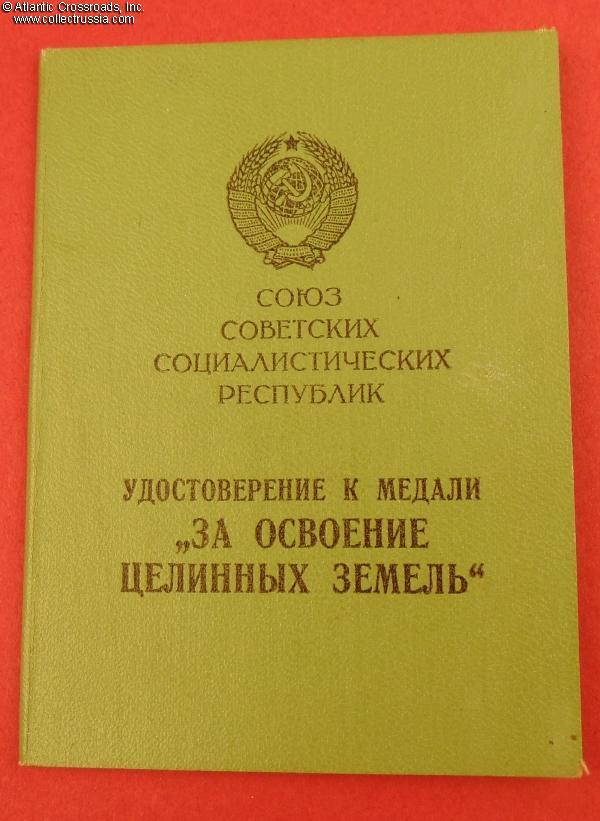 © Atlantic Crossroads, Inc.
www.collectrussia.com
СОЮЗ
СОВЕТСКИХ
СОЦИАЛИСТИЧЕСКИХ
РЕСПУБЛИК
УДОСТОВЕРЕНИЕ К МЕДАЛИ
„ЗА ОСВОЕНИЕ
ЦЕЛИННЫХ ЗЕМЕЛЬ“